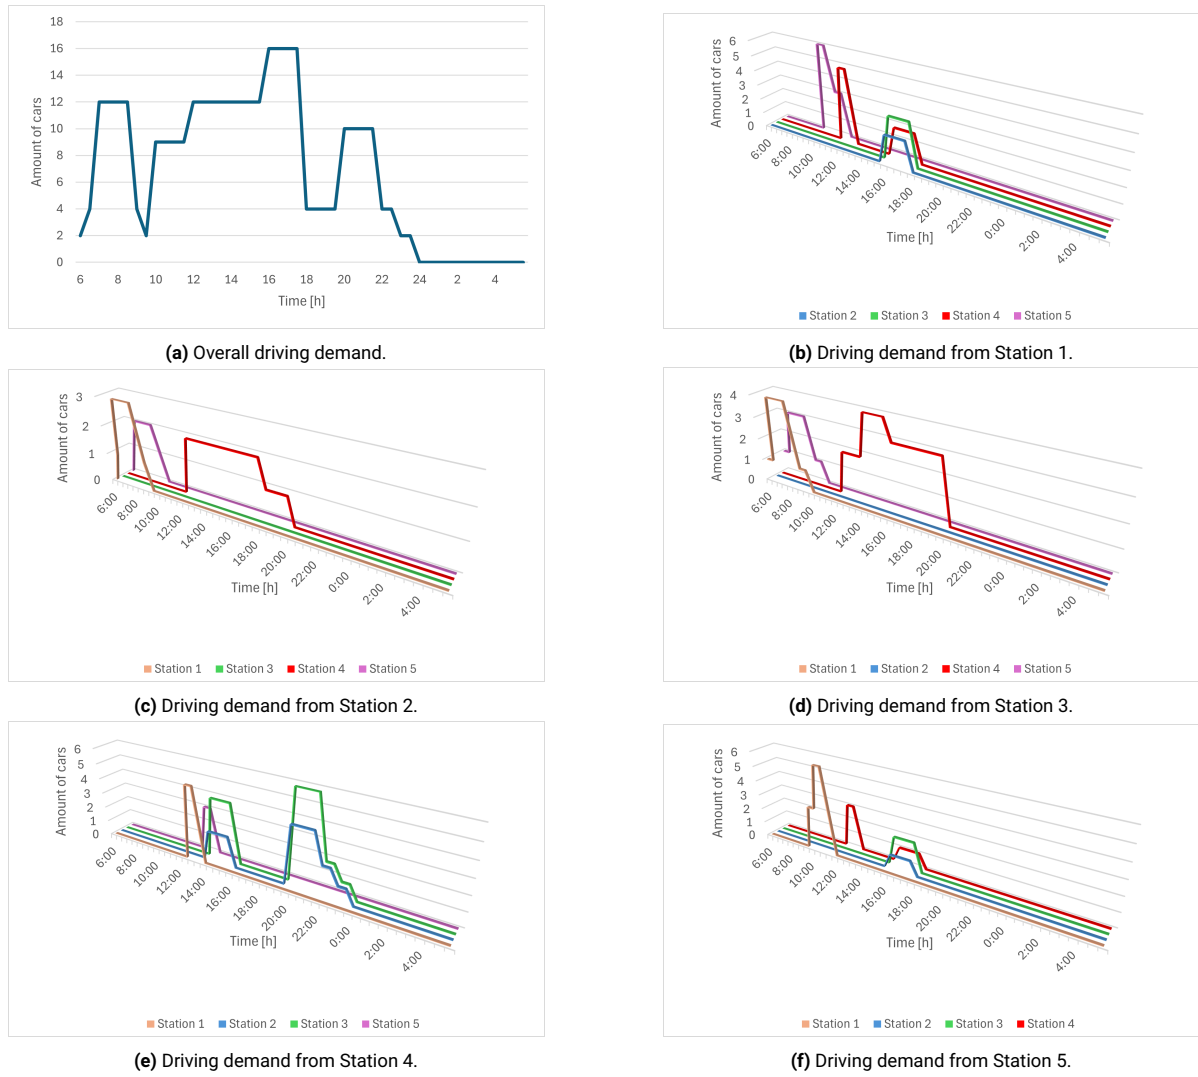 18
16
14
12
10
8
6
4
2
0
Amount of cars
6 8 10 12 14 16 18 20 22 24 2 4
Time [h]
(a) Overall driving demand.
6
5
4
3
2
1
0
Amount of cars
6:00 8:00 10:00 12:00 14:00 16:00 18:00 20:00 22:00 0:00 2:00 4:00
Time [h]
Station 2 Station 3 Station 4 Station 5
(b) Driving demand from Station 1.
3
2
1
0
Amount of cars
6:00 8:00 10:00 12:00 14:00 16:00 18:00 20:00 22:00 0:00 2:00 4:00
Time [h]
Station 1 Station 3 Station 4 Station 5
(c) Driving demand from Station 2.
4
3
2
1
0
Amount of cars
6:00 8:00 10:00 12:00 14:00 16:00 18:00 20:00 22:00 0:00 2:00 4:00
Time [h]
Station 1 Station 2 Station 4 Station 5
(d) Driving demand from Station 3.
6
5
4
3
2
1
0
Amount of cars
6:00 8:00 10:00 12:00 14:00 16:00 18:00 20:00 22:00 0:00 2:00 4:00
Time [h]
Station 1 Station 2 Station 3 Station 5
(e) Driving demand from Station 4.
6
5
4
3
2
1
0
Amount of cars
6:00 8:00 10:00 12:00 14:00 16:00 18:00 20:00 22:00 0:00 2:00 4:00
Time [h]
Station 1 Station 2 Station 3 Station 4
(f) Driving demand from Station 5.